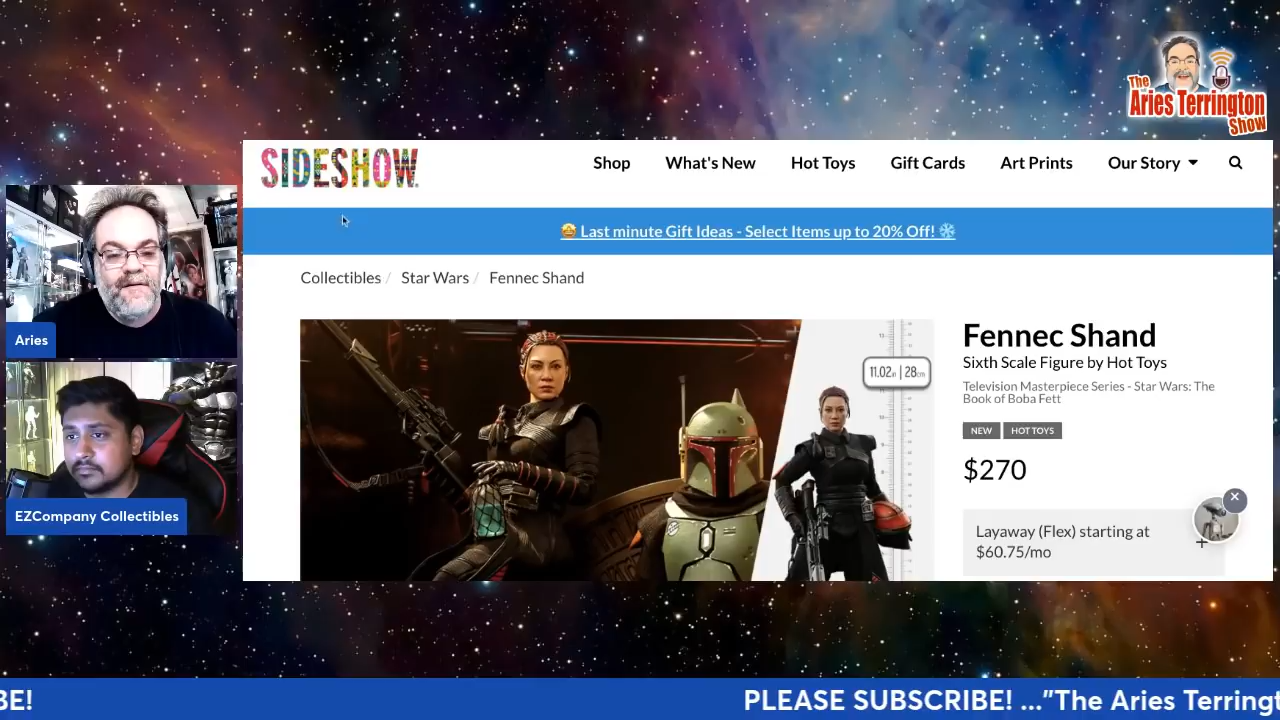 The
Aries Terrington
Show
SIDESHOW
Shop What's New Hot Toys Gift Cards Art Prints Our Story
🤩 Last minute Gift Ideas - Select Items up to 20% Off! ❄️
Collectibles / Star Wars / Fennec Shand
11.02in | 28cm
Fennec Shand
Sixth Scale Figure by Hot Toys
Television Masterpiece Series - Star Wars: The
Book of Boba Fett
NEW HOT TOYS
$270
Layaway (Flex) starting at
$60.75/mo
Aries
EZCompany Collectibles
BE! PLEASE SUBSCRIBE! ..."The Aries Terringt